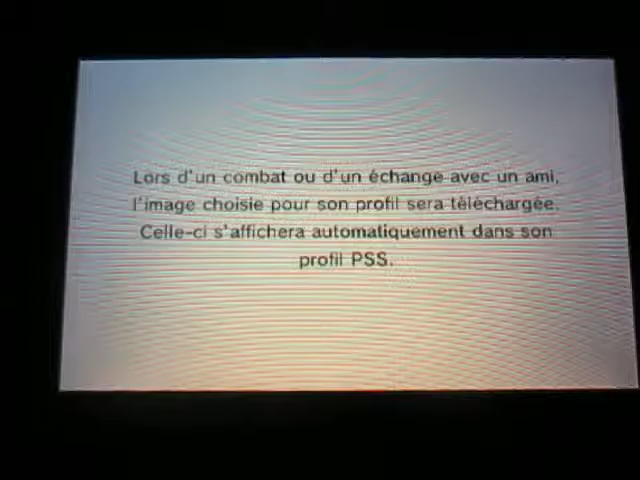 Lors d'un combat ou d'un échange avec un ami,
l'image choisie pour son profil sera téléchargée.
Celle-ci s'affichera automatiquement dans son
profil PSS.